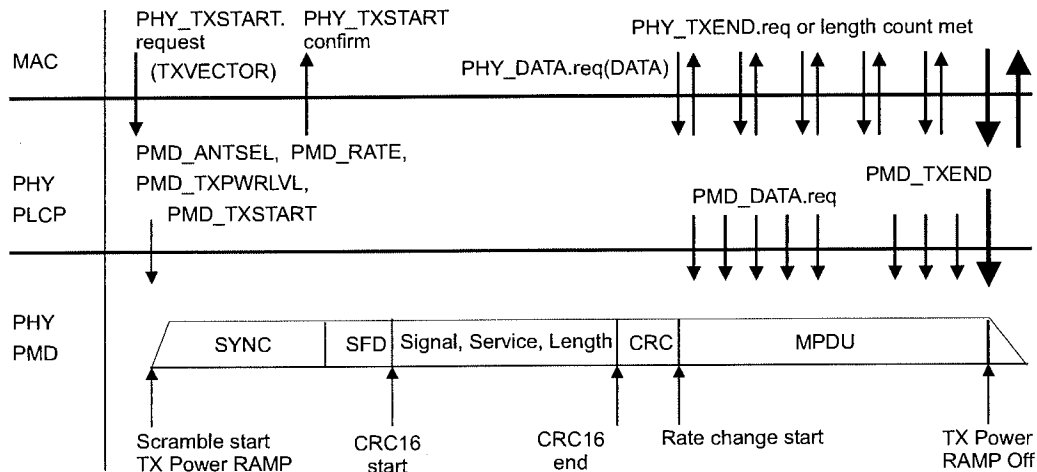 PHY_TXSTART. PHY_TXSTART
request confirm
(TXVECTOR)
PHY_TXEND.req or length count met
MAC
PHY_DATA.req(DATA)
PMD_ANTSEL, PMD_RATE,
PMD_TXPWRLVL,
PMD_TXSTART
PHY
PLCP
PMD_TXEND
PMD_DATA.req
PHY
PMD
SYNC
SFD
Signal, Service, Length
CRC
MPDU
Scramble start
TX Power RAMP
CRC16
start
CRC16
end
Rate change start
TX Power
RAMP Off